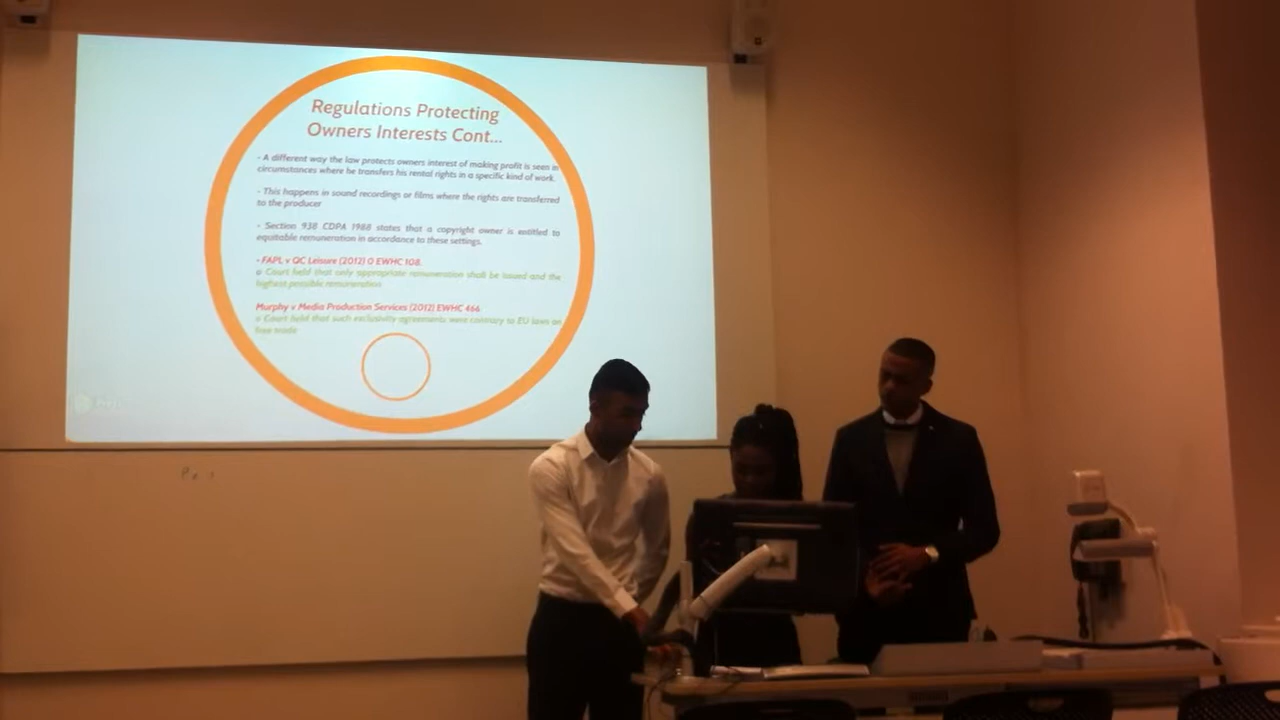 Regulations Protecting
Owners Interests Cont...
- A different way the law protects owners interest of making profit is seen in
circumstances where he transfers his rental rights in a specific kind of work.
- This happens in sound recordings or films where the rights are transferred
to the producer
- Section 93B CDPA 1988 states that a copyright owner is entitled to
equitable remuneration in accordance to these settings.
- FAPL v QC Leisure (2012) 0 EWHC 108.
o Court held that only appropriate remuneration shall be issued and the
highest possible remuneration
Murphy v Media Production Services (2012) EWHC 466
o Court held that such exclusivity agreements were contrary to EU laws on
free trade